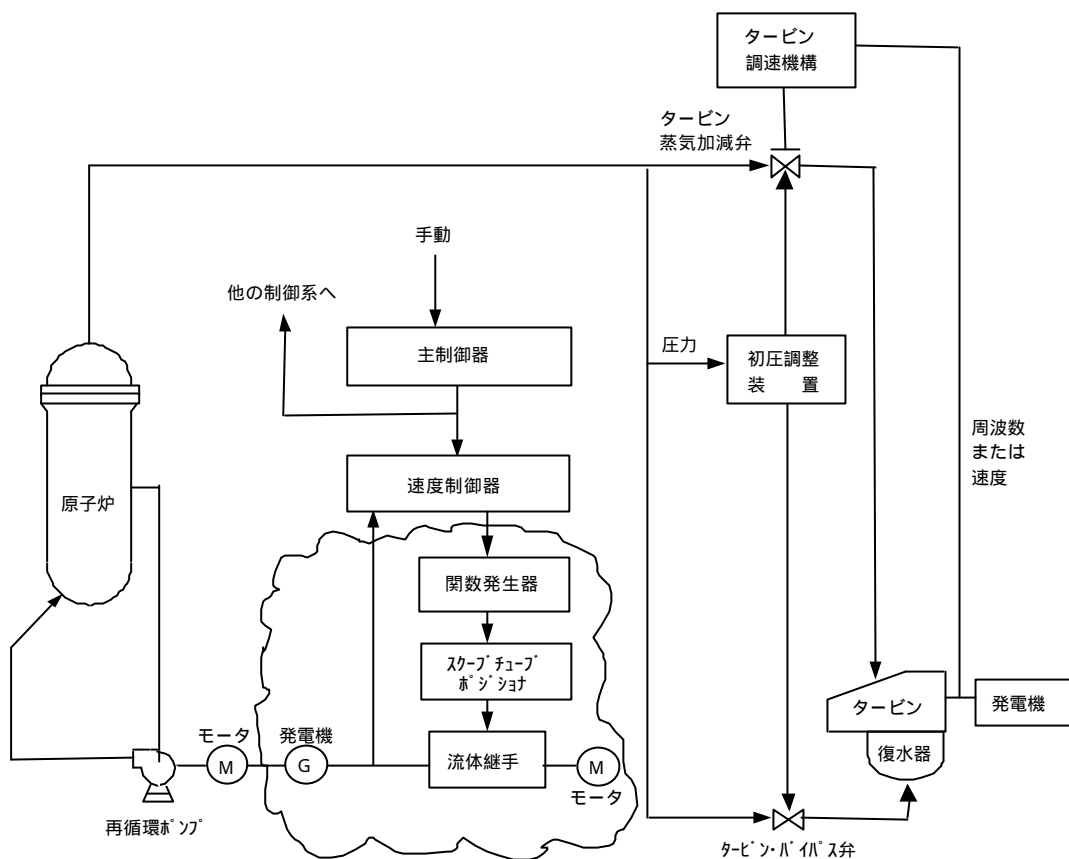 タービン
調速機構
タービン
蒸気加減弁
手動
他の制御系へ
主制御器
圧力
初圧調整
装　　置
周波数
または
速度
速度制御器
原子炉
関数発生器
ｽｸｰﾌﾟﾁｭｰﾌﾞ
ﾎﾟｼﾞｼｮﾅ
タービン
発電機
モータ
発電機
M
G
流体継手
M
モータ
復水器
再循環ﾎﾟﾝﾌﾟ
ﾀｰﾋﾞﾝ･ﾊﾞｲﾊﾟｽ弁